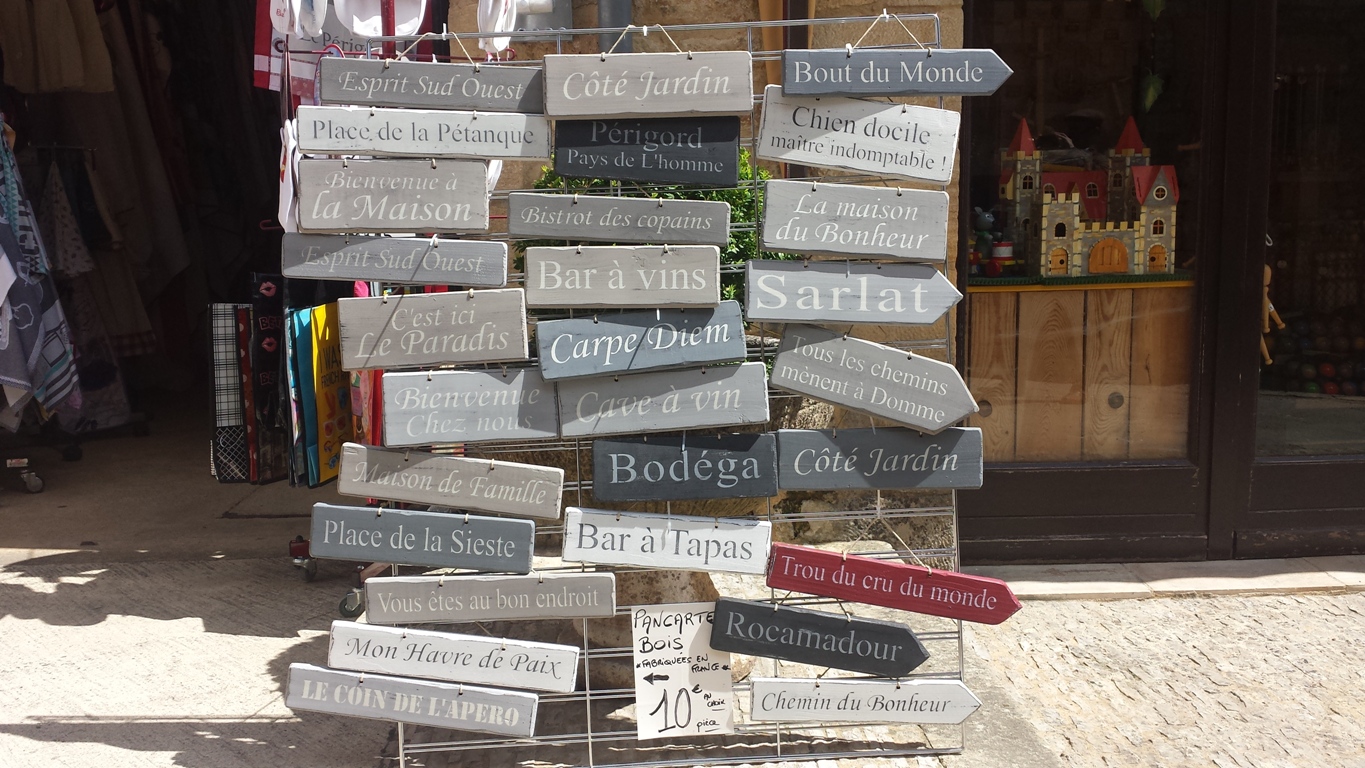 Le Périgord
Esprit Sud Ouest
Place de la Pétanque
Bienvenue à
la Maison
Esprit Sud Ouest
C'est ici
Le Paradis
Bienvenue
Chez nous
Maison de Famille
Place de la Sieste
Vous êtes au bon endroit
Mon Havre de Paix
LE COIN DE L'APERO
Côté Jardin
Périgord
Pays de L'homme
Bistrot des copains
Bar à vins
Carpe Diem
Cave à vin
Bodéga
Bar à Tapas
Bout du Monde
Chien docile
maître indomptable !
La maison
du Bonheur
Sarlat
Tous les chemins
mènent à Domme
Côté Jardin
Trou du cru du monde
Rocamadour
Chemin du Bonheur
PANCARTE
BOIS
*FABRIQUÉES EN
FRANCE*
10€
AU
CHOIX
pièce